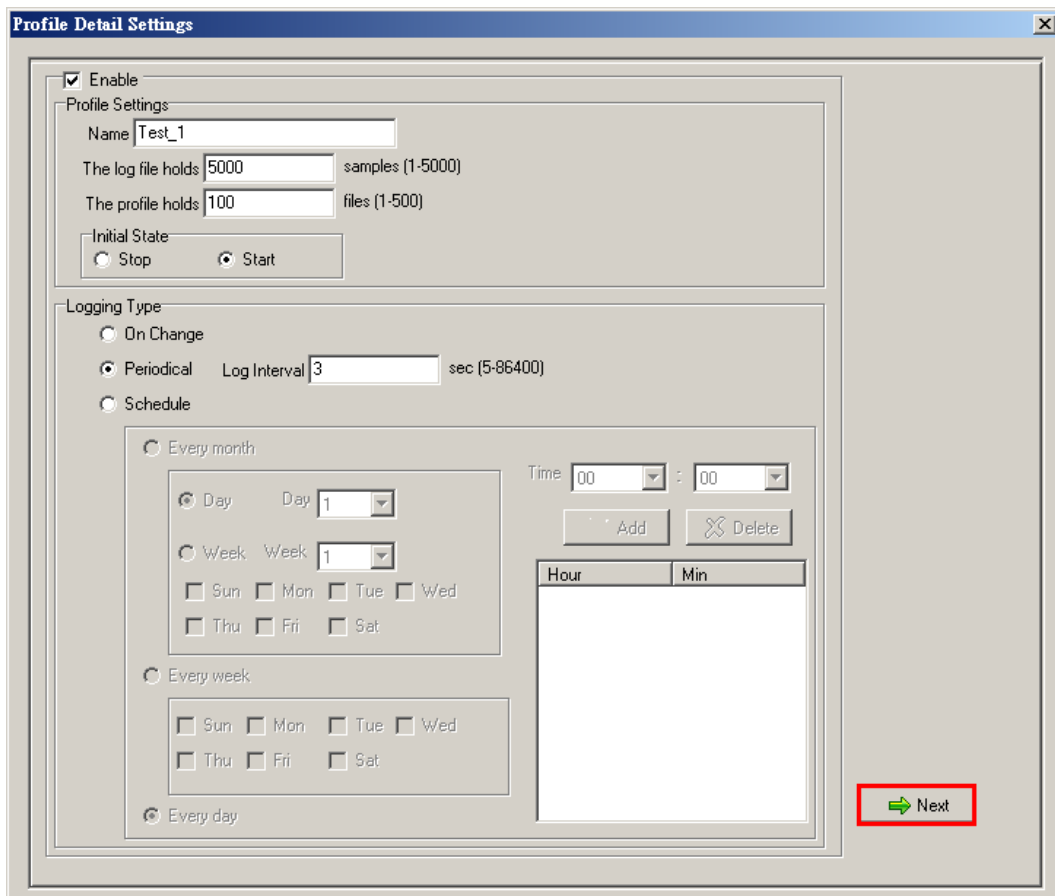 Profile Detail Settings
Enable
Profile Settings
Name Test_1
The log file holds 5000 samples (1-5000)
The profile holds 100 files (1-500)
Initial State
Stop Start
Logging Type
On Change
Periodical Log Interval 3 sec (5-86400)
Schedule
Every month
Day Day 1
Week Week 1
Sun Mon Tue Wed
Thu Fri Sat
Every week
Sun Mon Tue Wed
Thu Fri Sat
Every day
Time 00 : 00
Add Delete
Hour Min
Next